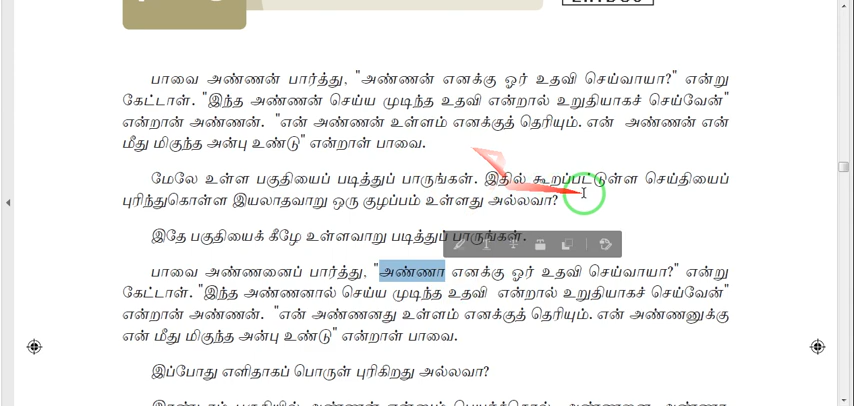 பாவை அண்ணன் பார்த்து, "அண்ணன் எனக்கு ஓர் உதவி செய்வாயா?" என்று
கேட்டாள். "இந்த அண்ணன் செய்ய முடிந்த உதவி என்றால் உறுதியாகச் செய்வேன்"
என்றான் அண்ணன். "என் அண்ணன் உள்ளம் எனக்குத் தெரியும். என் அண்ணன் என்
மீது மிகுந்த அன்பு உண்டு" என்றாள் பாவை.
மேலே உள்ள பகுதியைப் படித்துப் பாருங்கள். இதில் கூறப்பட்டுள்ள செய்தியைப்
புரிந்துகொள்ள இயலாதவாறு ஒரு குழப்பம் உள்ளது அல்லவா?
இதே பகுதியைக் கீழே உள்ளவாறு படித்துப் பாருங்கள்.
பாவை அண்ணனைப் பார்த்து, "அண்ணா எனக்கு ஓர் உதவி செய்வாயா?" என்று
கேட்டாள். "இந்த அண்ணனால் செய்ய முடிந்த உதவி என்றால் உறுதியாகச் செய்வேன்"
என்றான் அண்ணன். "என் அண்ணனது உள்ளம் எனக்குத் தெரியும். என் அண்ணனுக்கு
என் மீது மிகுந்த அன்பு உண்டு" என்றாள் பாவை.
இப்போது எளிதாகப் பொருள் புரிகிறது அல்லவா?